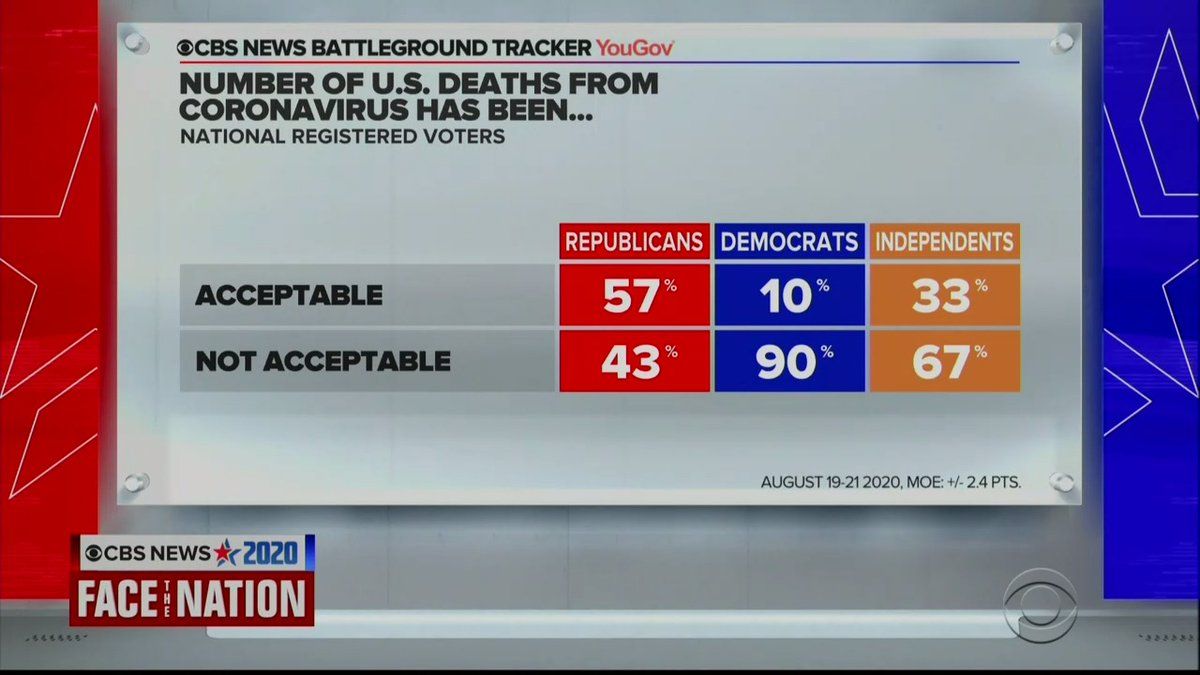 CBS NEWS BATTLEGROUND TRACKER YouGov
NUMBER OF U.S. DEATHS FROM
CORONAVIRUS HAS BEEN...
NATIONAL REGISTERED VOTERS
REPUBLICANS DEMOCRATS INDEPENDENTS
ACCEPTABLE 57% 10% 33%
NOT ACCEPTABLE 43% 90% 67%
AUGUST 19-21 2020, MOE: +/- 2.4 PTS.
CBS NEWS 2020
FACE THE NATION